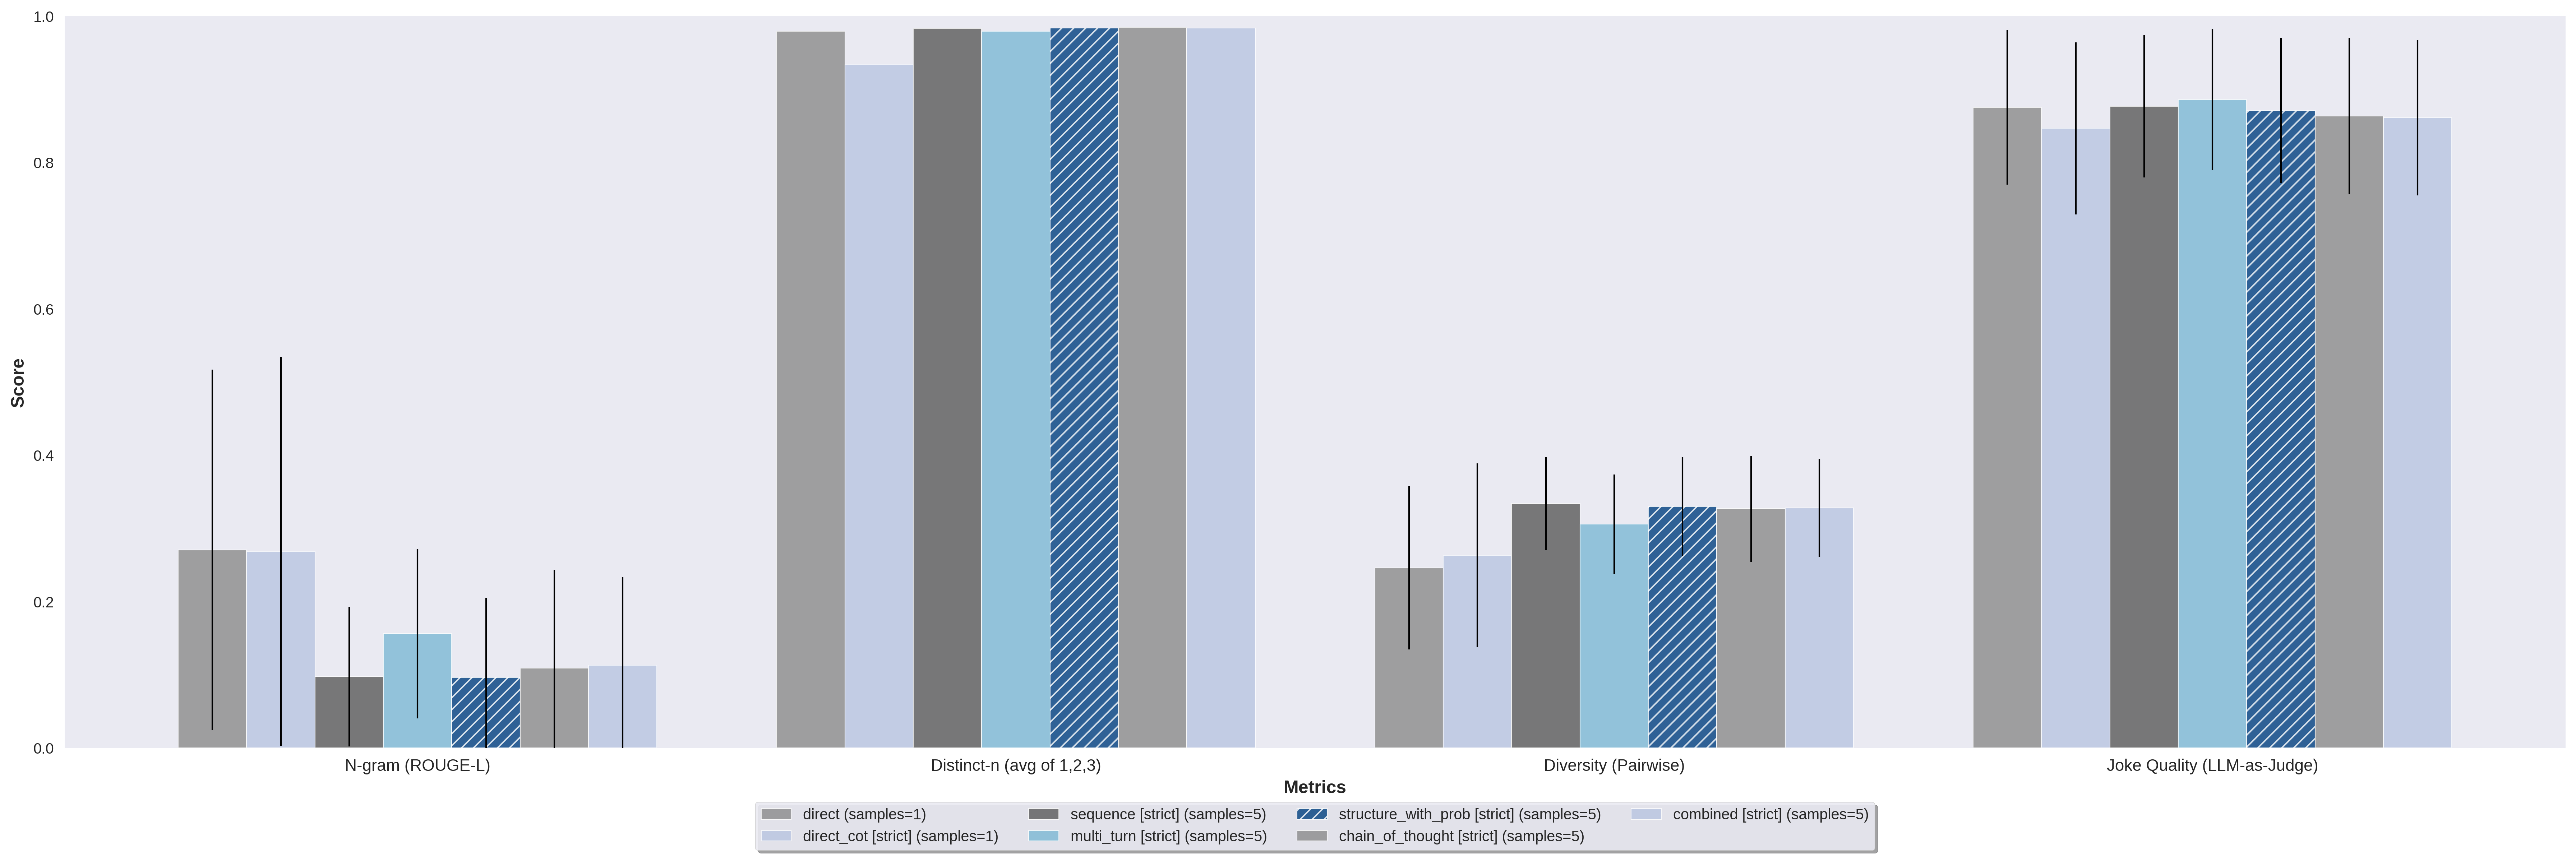 1.0
0.8
0.6
0.4
0.2
0.0
Score
N-gram (ROUGE-L)
Distinct-n (avg of 1,2,3)
Diversity (Pairwise)
Joke Quality (LLM-as-Judge)
Metrics
direct (samples=1)
direct_cot [strict] (samples=1)
sequence [strict] (samples=5)
multi_turn [strict] (samples=5)
structure_with_prob [strict] (samples=5)
chain_of_thought [strict] (samples=5)
combined [strict] (samples=5)